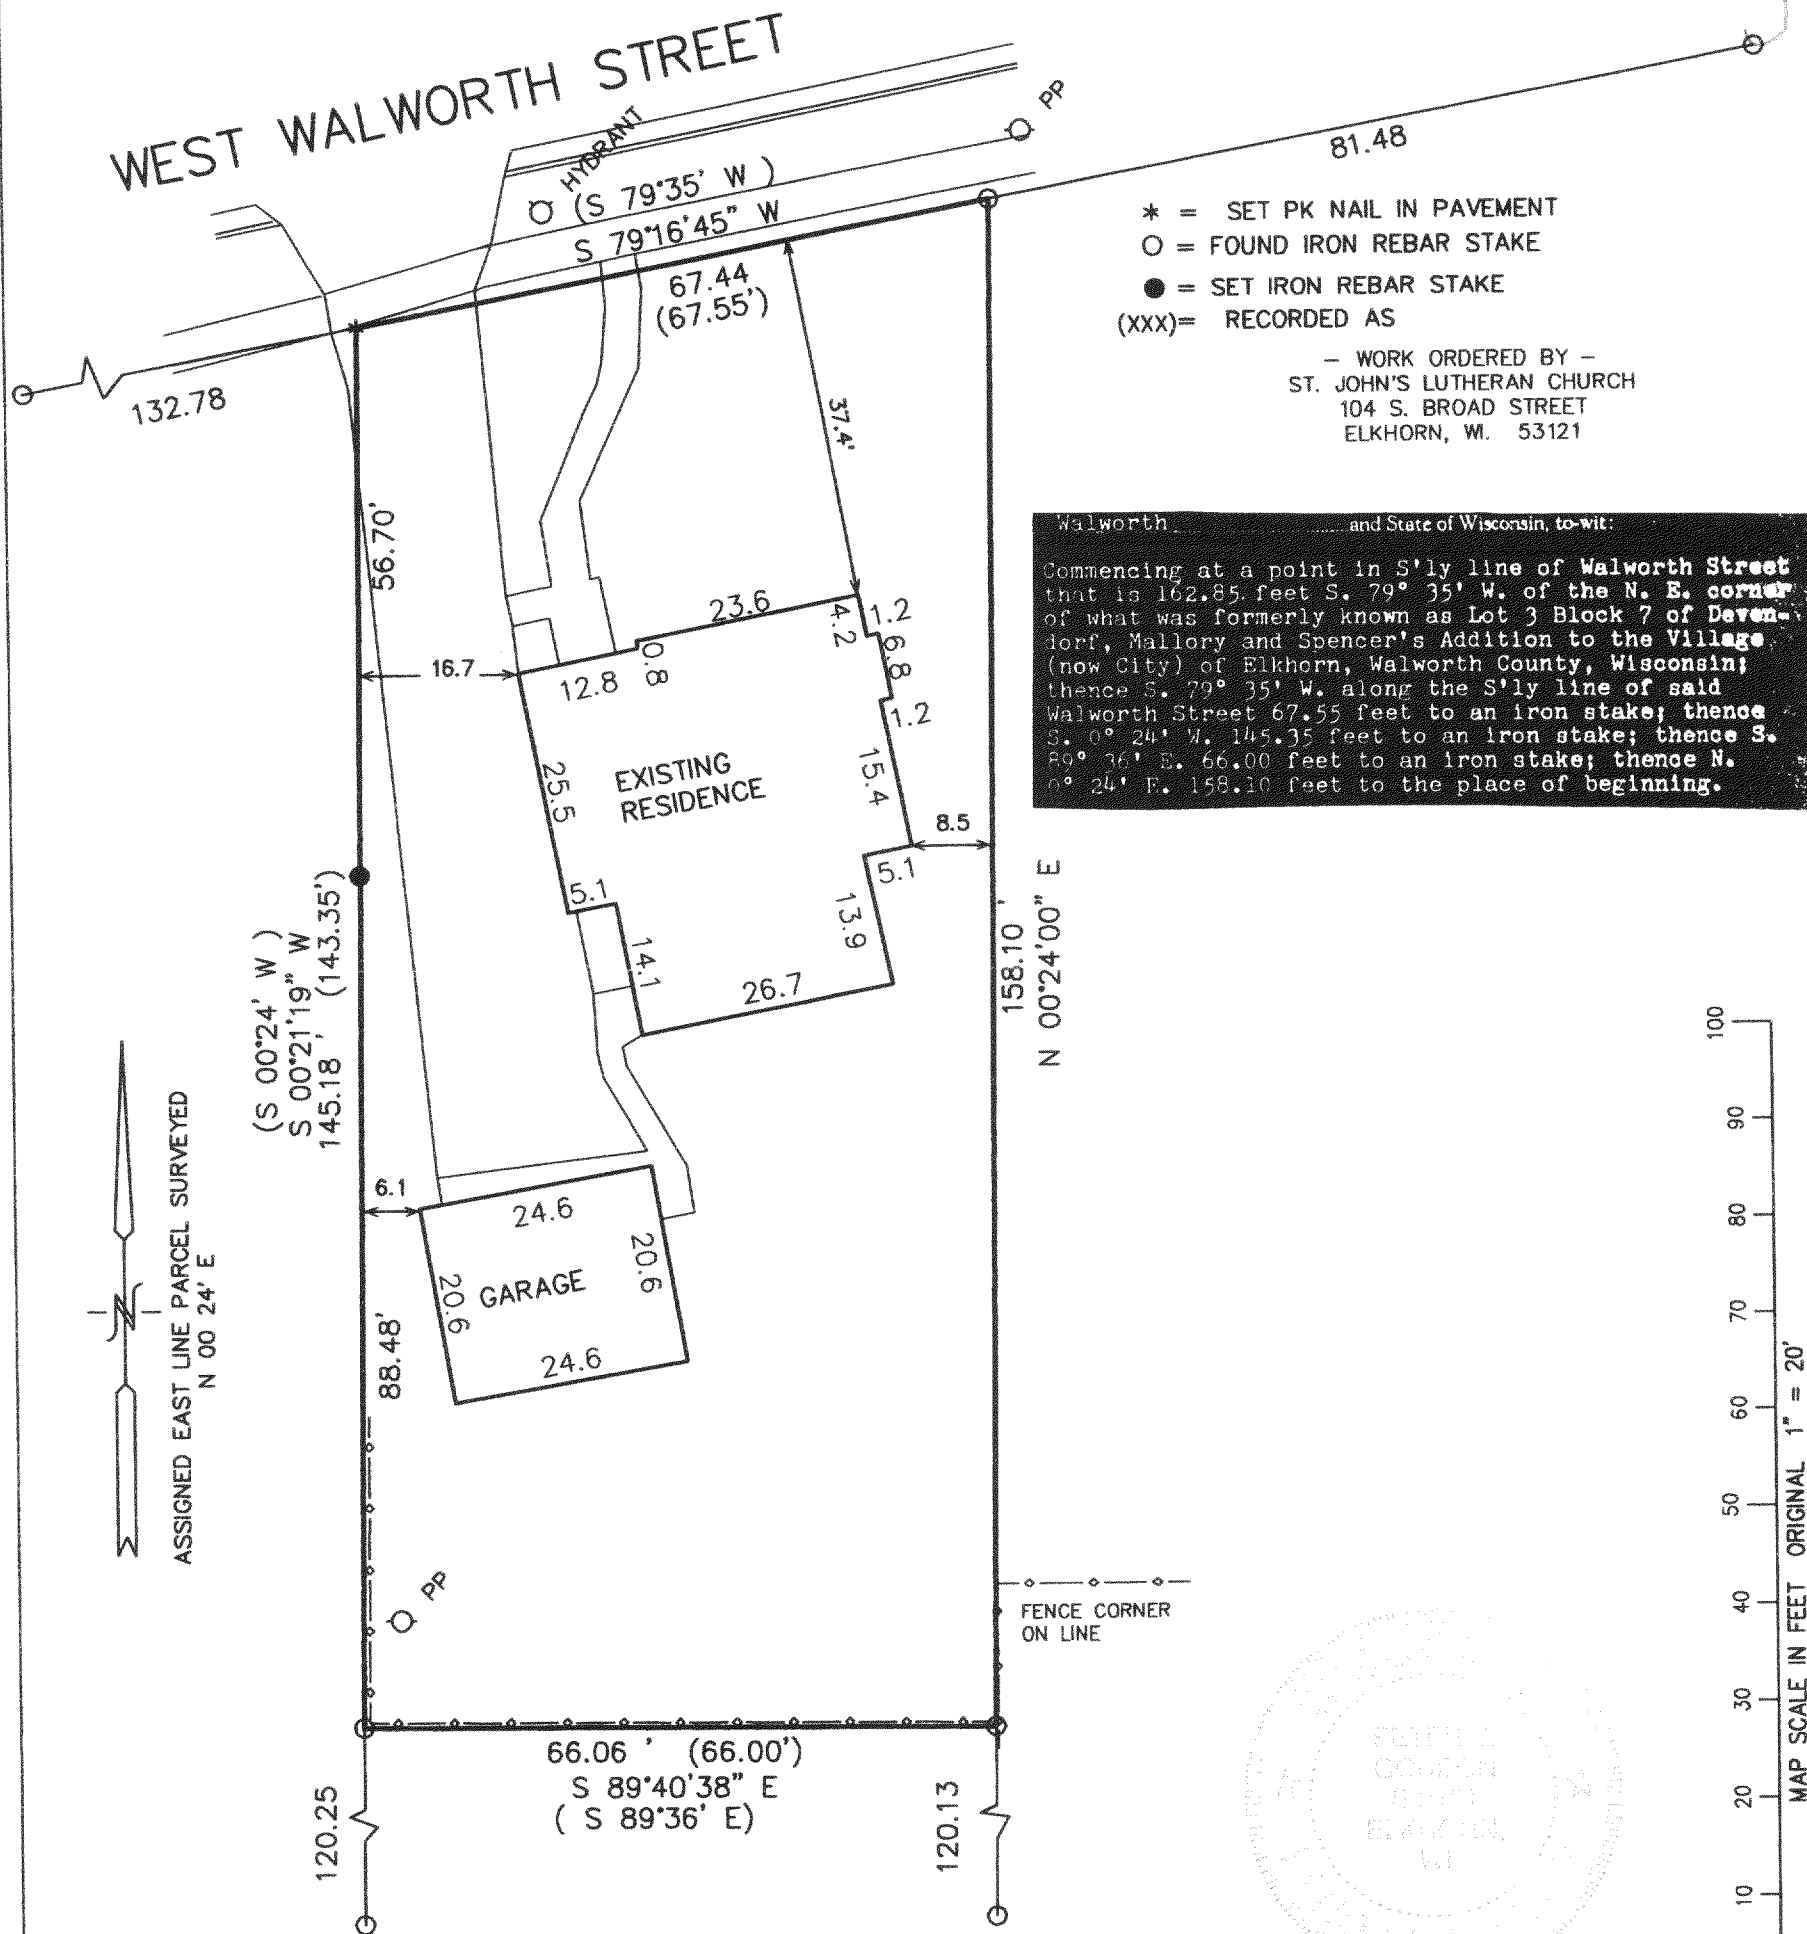 WEST WALWORTH STREET
HYDRANT
PP
(S 79°35' W )
S 79°16'45" W
67.44
(67.55')
81.48
132.78
* = SET PK NAIL IN PAVEMENT
O = FOUND IRON REBAR STAKE
● = SET IRON REBAR STAKE
(XXX)= RECORDED AS
- WORK ORDERED BY -
ST. JOHN'S LUTHERAN CHURCH
104 S. BROAD STREET
ELKHORN, WI. 53121
Walworth and State of Wisconsin, to-wit:
Commencing at a point in S'ly line of Walworth Street
that is 162.85 feet S. 79° 35' W. of the N. E. corner
of what was formerly known as Lot 3 Block 7 of Deven-
dorf, Mallory and Spencer's Addition to the Village
(now City) of Elkhorn, Walworth County, Wisconsin;
thence S. 79° 35' W. along the S'ly line of said
Walworth Street 67.55 feet to an iron stake; thence
S. 0° 24' W. 145.35 feet to an iron stake; thence S.
89° 36' E. 66.00 feet to an iron stake; thence N.
0° 24' E. 158.10 feet to the place of beginning.
37.4'
56.70'
16.7
23.6
12.8
0.8
4.2
1.2
6.8
1.2
15.4
25.5
EXISTING
RESIDENCE
8.5
5.1
5.1
13.9
14.1
26.7
158.10 '
N 00°24'00" E
(S 00°24' W )
S 00°21'19" W
145.18 ' (143.35')
6.1
24.6
20.6
20.6
GARAGE
24.6
88.48'
N
ASSIGNED EAST LINE PARCEL SURVEYED
N 00 24' E
PP
FENCE CORNER
ON LINE
66.06 ' (66.00')
S 89°40'38" E
( S 89°36' E)
120.25
120.13
100
90
80
70
60
50
40
30
20
10
MAP SCALE IN FEET ORIGINAL 1" = 20'